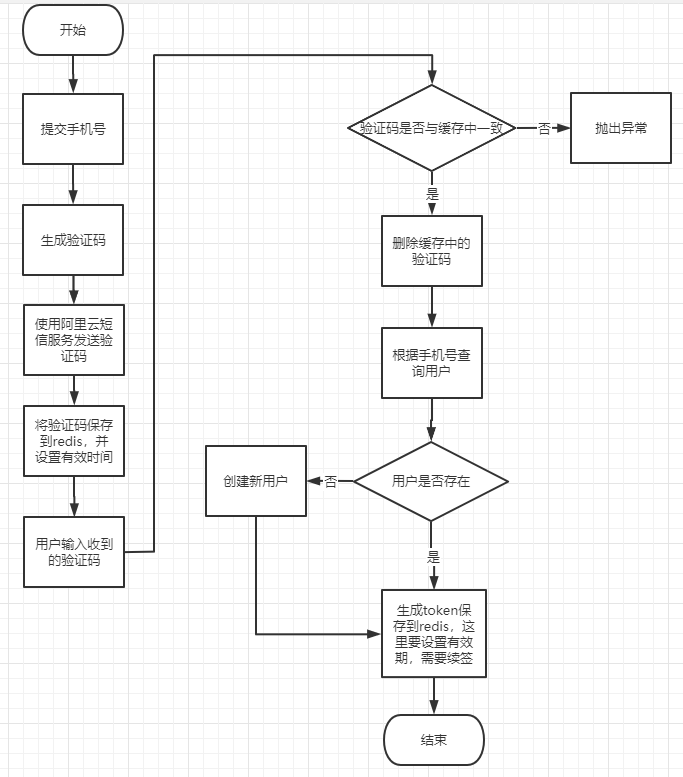 开始
提交手机号
生成验证码
使用阿里云短
信服务发送验
证码
将验证码保存
到redis，并
设置有效时间
用户输入收到
的验证码
验证码是否与缓存中一致
否
抛出异常
是
删除缓存中的
验证码
根据手机号查
询用户
用户是否存在
否
创建新用户
是
生成token保
存到redis，这
里要设置有效
期，需要续签
结束